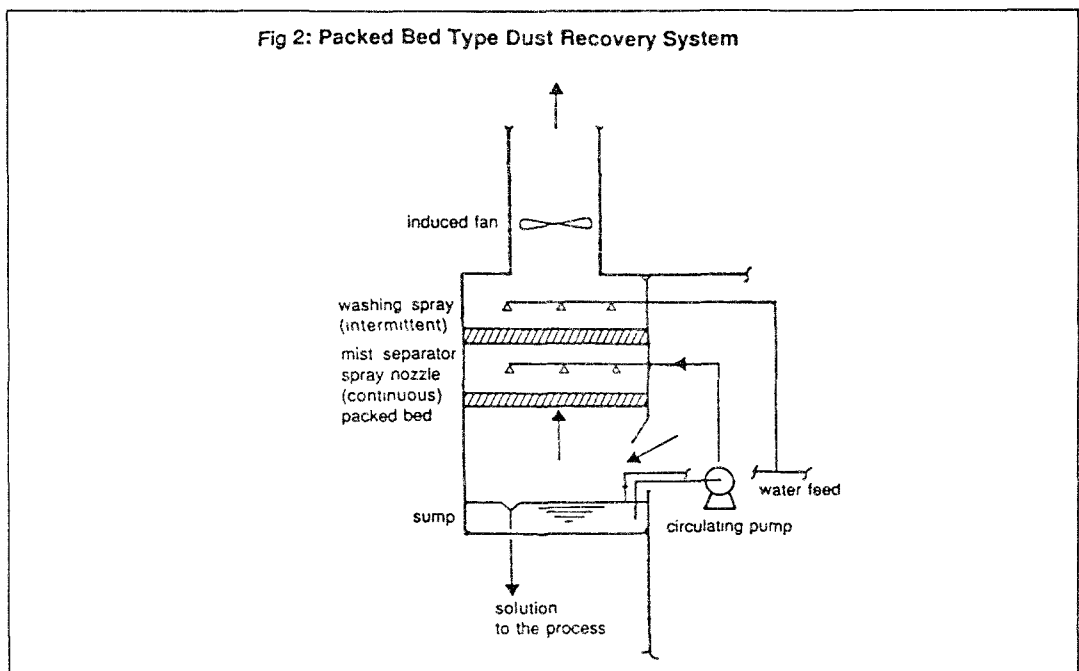 Fig 2: Packed Bed Type Dust Recovery System
induced fan
washing spray
(intermittent)
mist separator
spray nozzle
(continuous)
packed bed
water feed
sump
circulating pump
solution
to the process